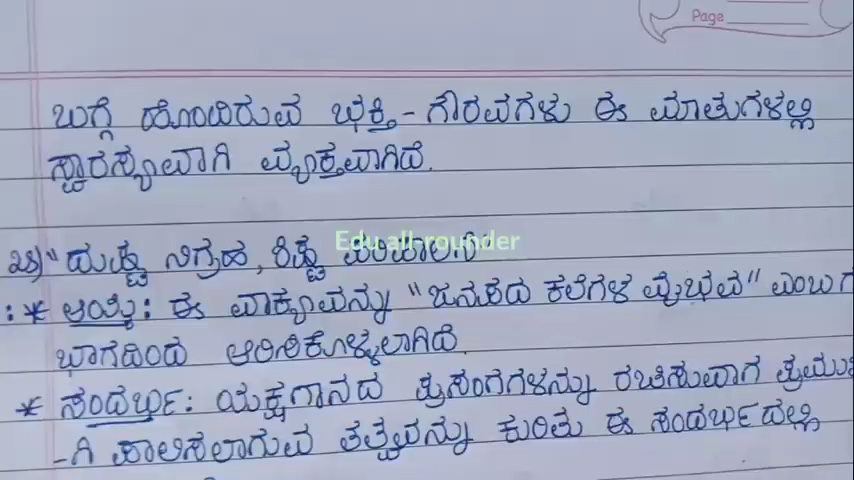 Page
ಬಗ್ಗೆ ಹೊಂದಿರುವ ಭಕ್ತಿ - ಗೌರವಗಳು ಈ ಮಾತುಗಳಲ್ಲಿ
ಸ್ವಾರಸ್ಯವಾಗಿ ವ್ಯಕ್ತವಾಗಿದೆ.
Edu all rounder
25) "ದುಷ್ಟ ನಿಗ್ರಹ, ಶಿಷ್ಟ ಪರಿಪಾಲನೆ"
:* ಆಯ್ಕೆ: ಈ ವಾಕ್ಯವನ್ನು "ಜನಪದ ಕಲೆಗಳ ವೈಭವ" ಎಂಬ ಗ
ಭಾಗದಿಂದ ಆರಿಸಿಕೊಳ್ಳಲಾಗಿದೆ.
* ಸಂದರ್ಭ: ಯಕ್ಷಗಾನದ ಪ್ರಸಂಗಗಳನ್ನು ರಚಿಸುವಾಗ ಪ್ರಮುಖ
-ಗಿ ಪಾಲಿಸಲಾಗುವ ತತ್ವವನ್ನು ಕುರಿತು ಈ ಸಂದರ್ಭದಲ್ಲಿ